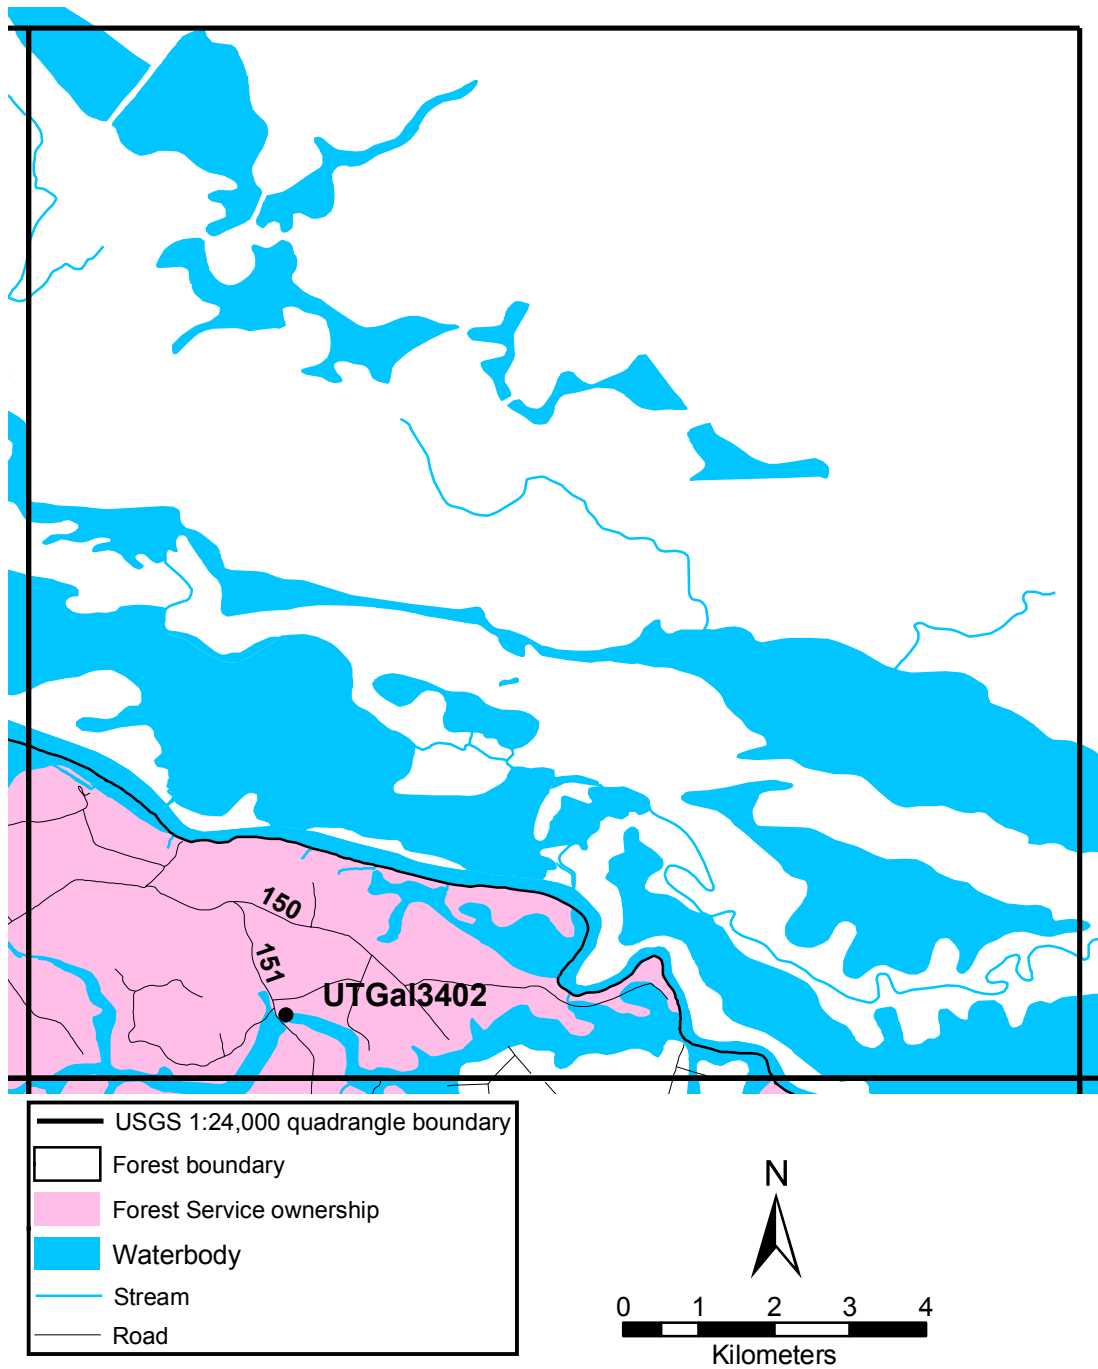 150
151
UTGal3402
USGS 1:24,000 quadrangle boundary
Forest boundary
Forest Service ownership
Waterbody
Stream
Road
N
0 1 2 3 4
Kilometers